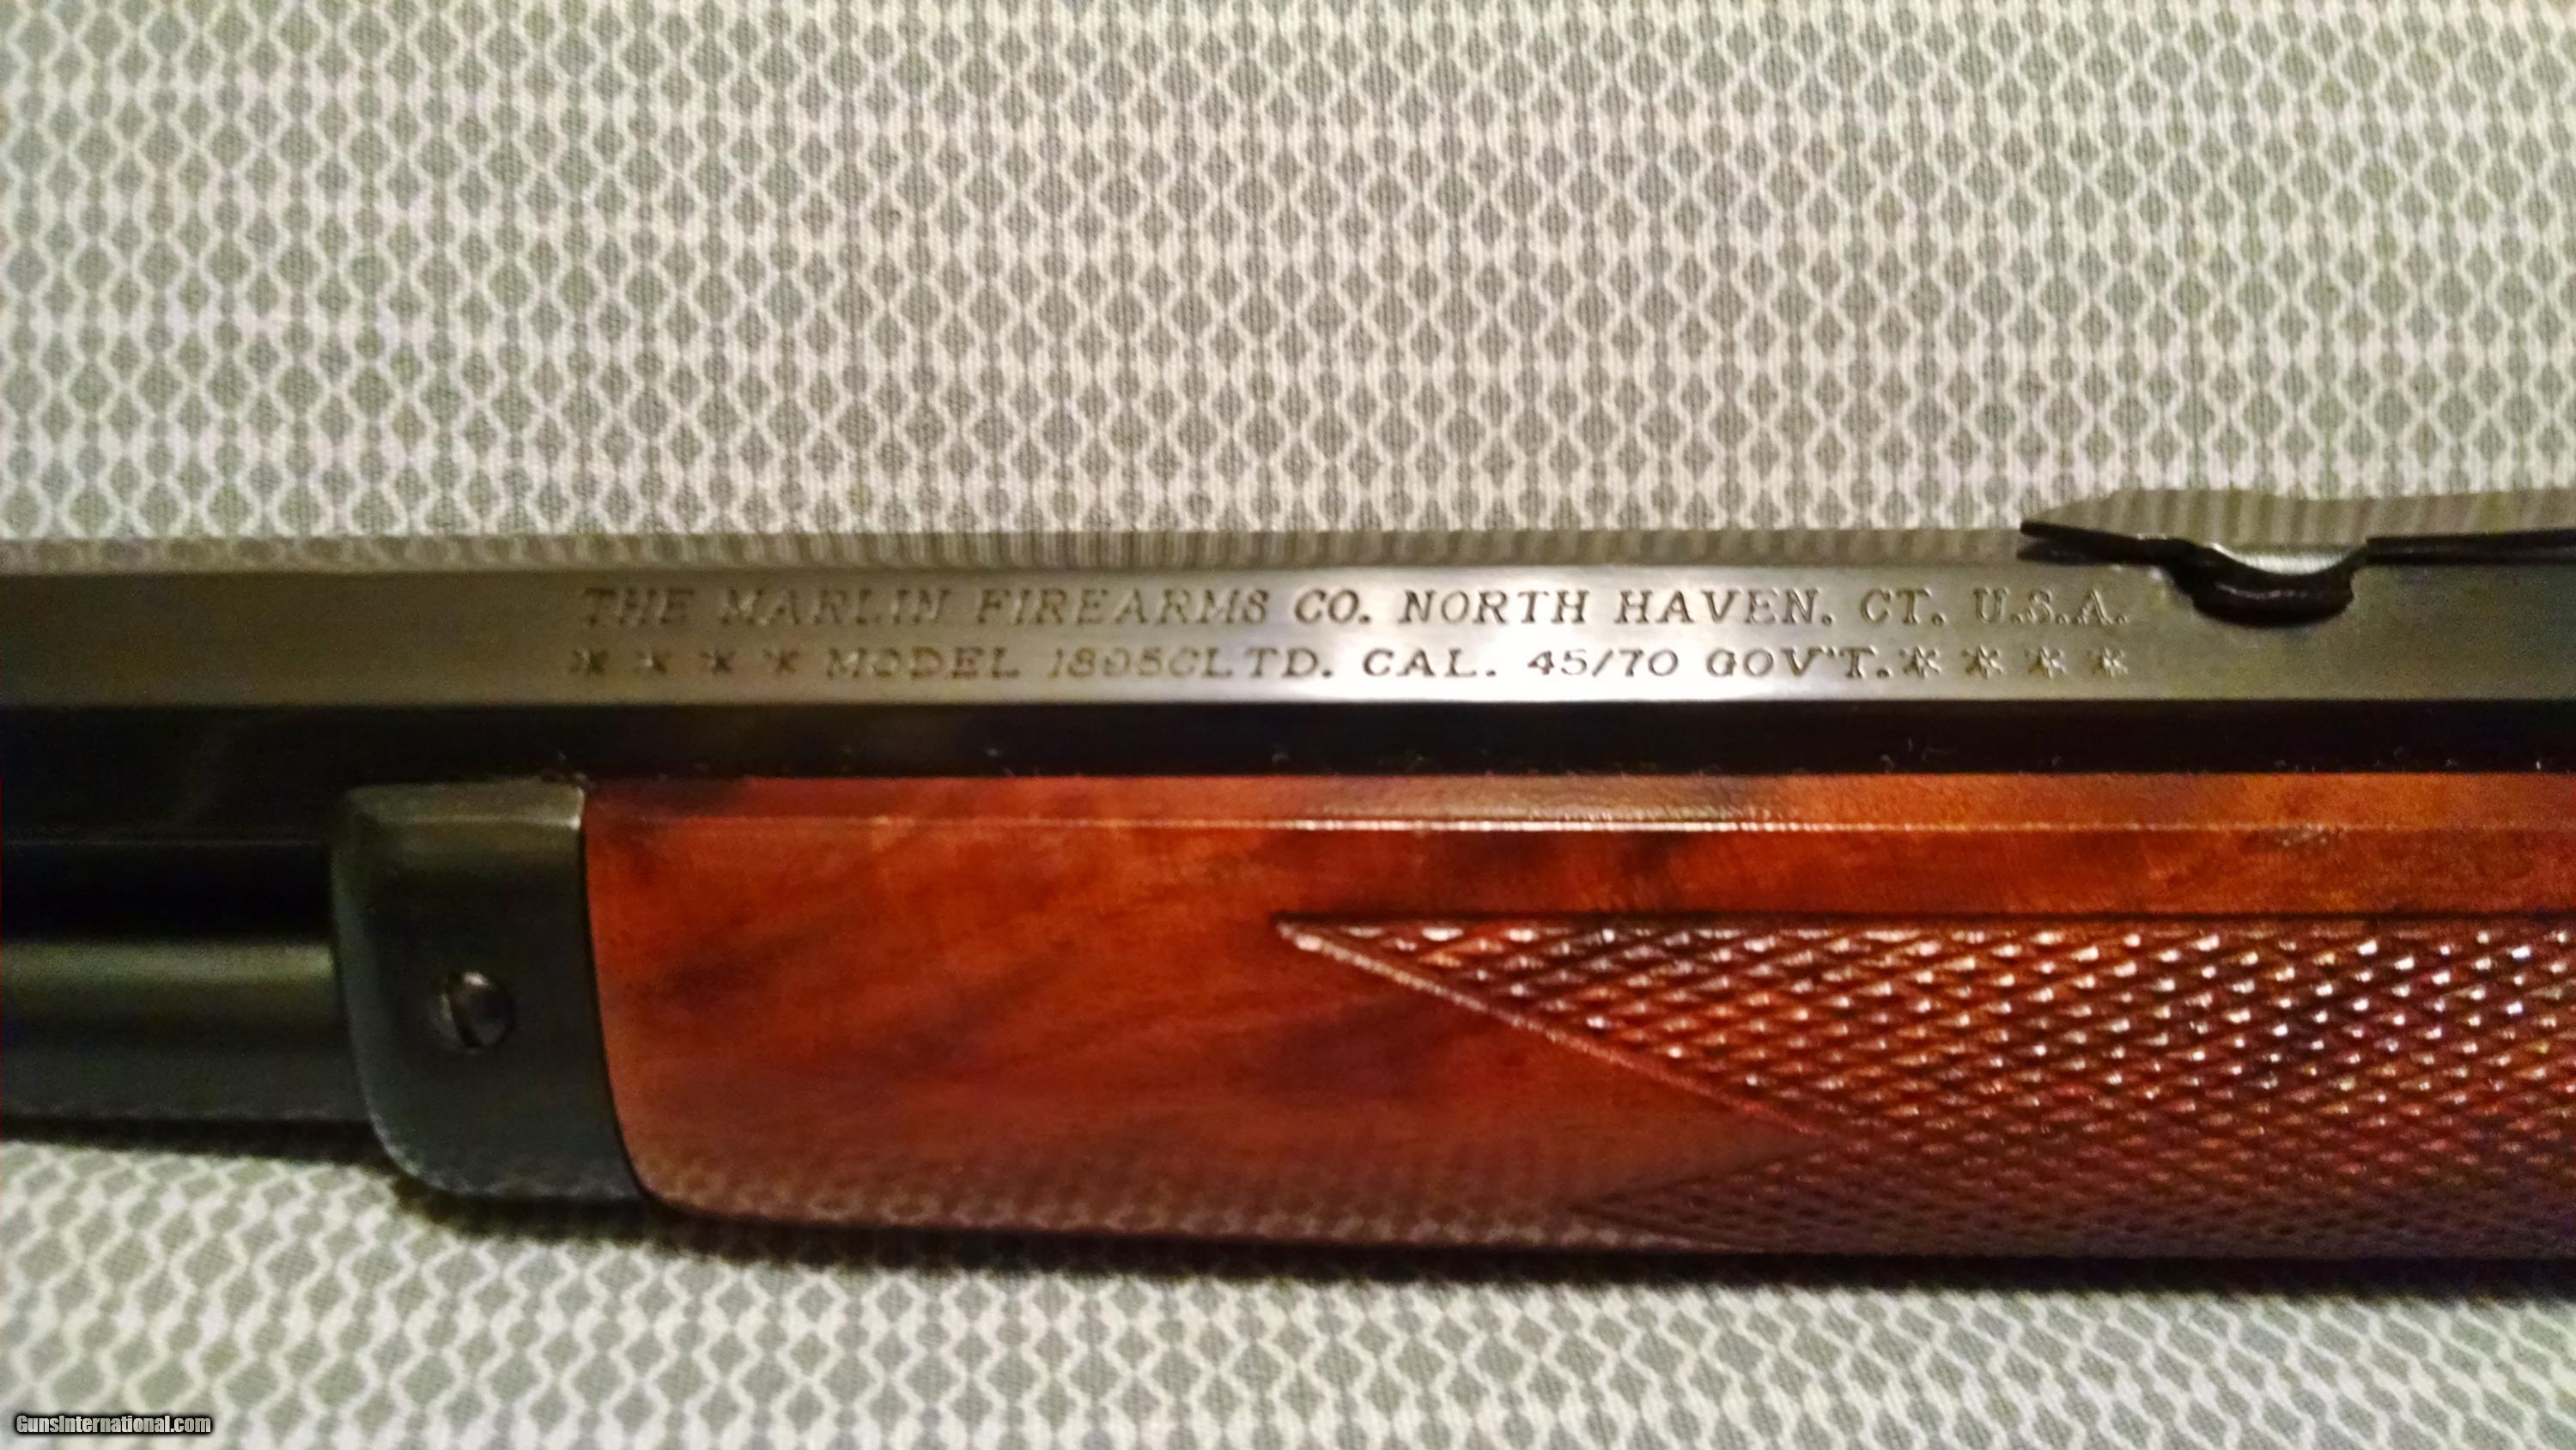 THE MARLIN FIREARMS CO. NORTH HAVEN. CT. U.S.A.
* * * * MODEL 1895CLTD. CAL. 45/70 GOV'T. * * * *
GunsInternational.com